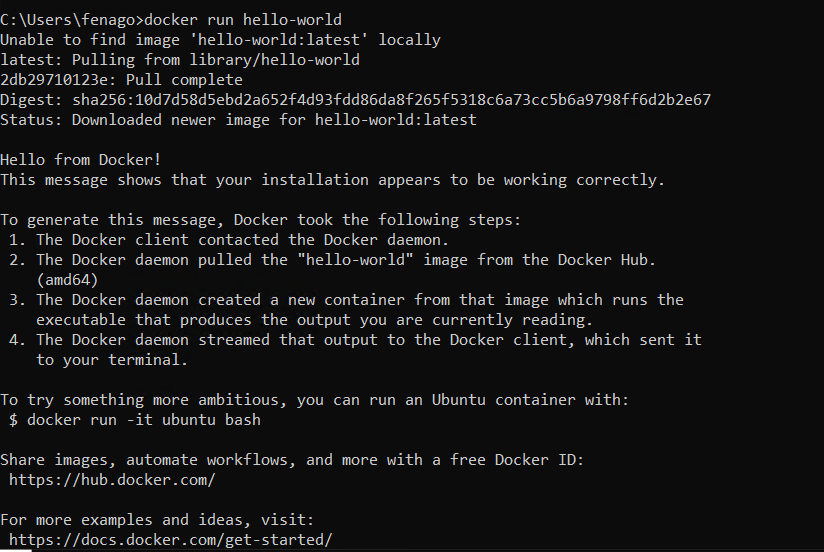 C:\Users\fenago>docker run hello-world
Unable to find image 'hello-world:latest' locally
latest: Pulling from library/hello-world
2db29710123e: Pull complete
Digest: sha256:10d7d58d5ebd2a652f4d93fdd86da8f265f5318c6a73cc5b6a9798ff6d2b2e67
Status: Downloaded newer image for hello-world:latest
Hello from Docker!
This message shows that your installation appears to be working correctly.
To generate this message, Docker took the following steps:
1. The Docker client contacted the Docker daemon.
2. The Docker daemon pulled the "hello-world" image from the Docker Hub.
(amd64)
3. The Docker daemon created a new container from that image which runs the
executable that produces the output you are currently reading.
4. The Docker daemon streamed that output to the Docker client, which sent it
to your terminal.
To try something more ambitious, you can run an Ubuntu container with:
$ docker run -it ubuntu bash
Share images, automate workflows, and more with a free Docker ID:
https://hub.docker.com/
For more examples and ideas, visit:
https://docs.docker.com/get-started/